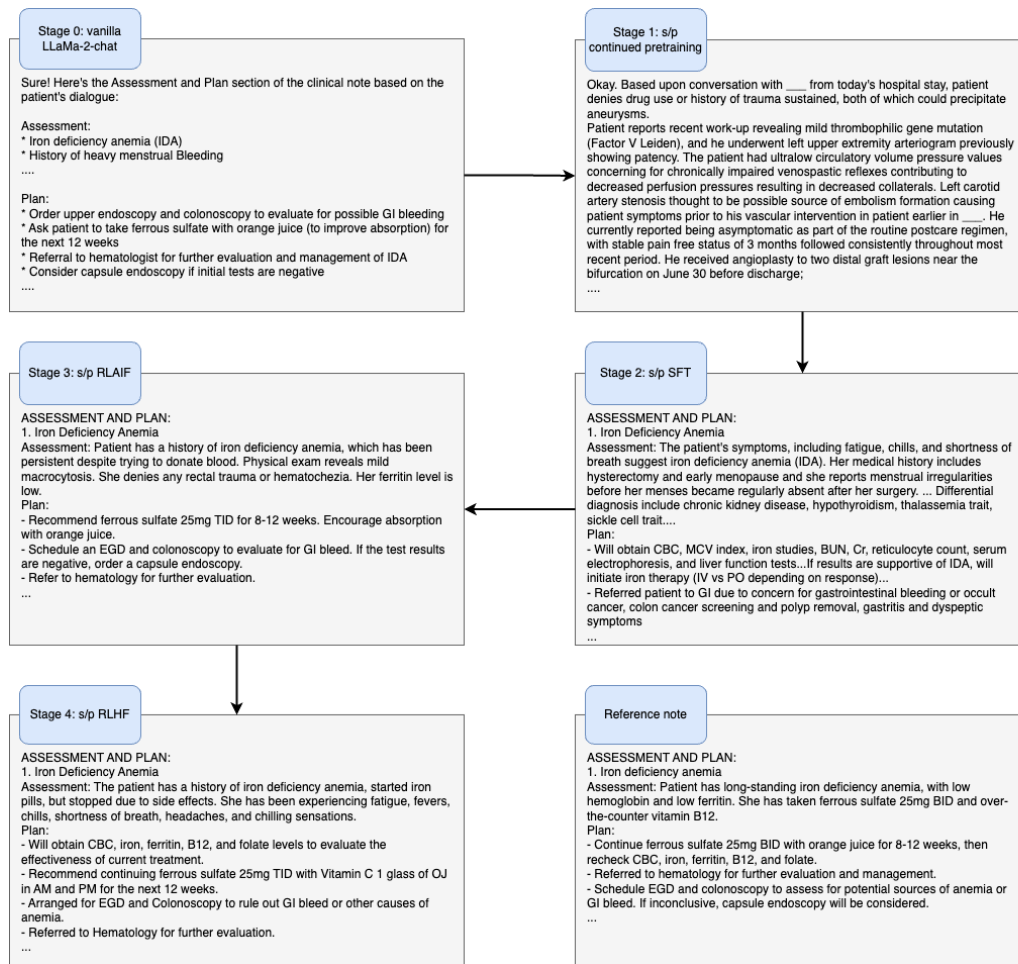 Stage 0: vanilla
LLaMa-2-chat
Sure! Here's the Assessment and Plan section of the clinical note based on the
patient's dialogue:
Assessment:
* Iron deficiency anemia (IDA)
* History of heavy menstrual Bleeding
....
Plan:
* Order upper endoscopy and colonoscopy to evaluate for possible GI bleeding
* Ask patient to take ferrous sulfate with orange juice (to improve absorption) for
the next 12 weeks
* Referral to hematologist for further evaluation and management of IDA
* Consider capsule endoscopy if initial tests are negative
....
Stage 1: s/p
continued pretraining
Okay. Based upon conversation with ___ from today's hospital stay, patient
denies drug use or history of trauma sustained, both of which could precipitate
aneurysms.
Patient reports recent work-up revealing mild thrombophilic gene mutation
(Factor V Leiden), and he underwent left upper extremity arteriogram previously
showing patency. The patient had ultralow circulatory volume pressure values
concerning for chronically impaired venospastic reflexes contributing to
decreased perfusion pressures resulting in decreased collaterals. Left carotid
artery stenosis thought to be possible source of embolism formation causing
patient symptoms prior to his vascular intervention in patient earlier in ___. He
currently reported being asymptomatic as part of the routine postcare regimen,
with stable pain free status of 3 months followed consistently throughout most
recent period. He received angioplasty to two distal graft lesions near the
bifurcation on June 30 before discharge;
....
Stage 2: s/p SFT
ASSESSMENT AND PLAN:
1. Iron Deficiency Anemia
Assessment: The patient's symptoms, including fatigue, chills, and shortness of
breath suggest iron deficiency anemia (IDA). Her medical history includes
hysterectomy and early menopause and she reports menstrual irregularities
before her menses became regularly absent after her surgery. ... Differential
diagnosis include chronic kidney disease, hypothyroidism, thalassemia trait,
sickle cell trait....
Plan:
- Will obtain CBC, MCV index, iron studies, BUN, Cr, reticulocyte count, serum
electrophoresis, and liver function tests...If results are supportive of IDA, will
initiate iron therapy (IV vs PO depending on response)...
- Referred patient to GI due to concern for gastrointestinal bleeding or occult
cancer, colon cancer screening and polyp removal, gastritis and dyspeptic
symptoms
...
Stage 3: s/p RLAIF
ASSESSMENT AND PLAN:
1. Iron Deficiency Anemia
Assessment: Patient has a history of iron deficiency anemia, which has been
persistent despite trying to donate blood. Physical exam reveals mild
macrocytosis. She denies any rectal trauma or hematochezia. Her ferritin level is
low.
Plan:
- Recommend ferrous sulfate 25mg TID for 8-12 weeks. Encourage absorption
with orange juice.
- Schedule an EGD and colonoscopy to evaluate for GI bleed. If the test results
are negative, order a capsule endoscopy.
- Refer to hematology for further evaluation.
...
Stage 4: s/p RLHF
ASSESSMENT AND PLAN:
1. Iron Deficiency Anemia
Assessment: The patient has a history of iron deficiency anemia, started iron
pills, but stopped due to side effects. She has been experiencing fatigue, fevers,
chills, shortness of breath, headaches, and chilling sensations.
Plan:
- Will obtain CBC, iron, ferritin, B12, and folate levels to evaluate the
effectiveness of current treatment.
- Recommend continuing ferrous sulfate 25mg TID with Vitamin C 1 glass of OJ
in AM and PM for the next 12 weeks.
- Arranged for EGD and Colonoscopy to rule out GI bleed or other causes of
anemia.
- Referred to Hematology for further evaluation.
...
Reference note
ASSESSMENT AND PLAN:
1. Iron deficiency anemia
Assessment: Patient has long-standing iron deficiency anemia, with low
hemoglobin and low ferritin. She has taken ferrous sulfate 25mg BID and over-
the-counter vitamin B12.
Plan:
- Continue ferrous sulfate 25mg BID with orange juice for 8-12 weeks, then
recheck CBC, iron, ferritin, B12, and folate.
- Referred to hematology for further evaluation and management.
- Schedule EGD and colonoscopy to assess for potential sources of anemia or
GI bleed. If inconclusive, capsule endoscopy will be considered.
...